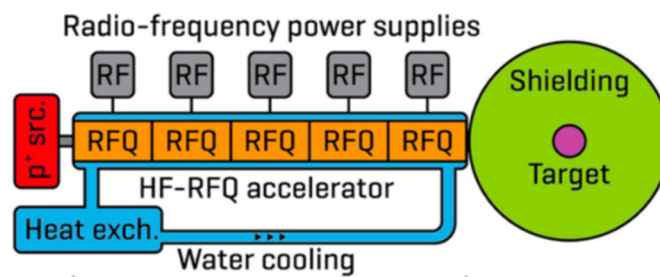 Radio-frequency power supplies
RF RF RF RF RF
p⁺ src.
RFQ RFQ RFQ RFQ RFQ
Shielding
Target
HF-RFQ accelerator
Heat exch.
Water cooling